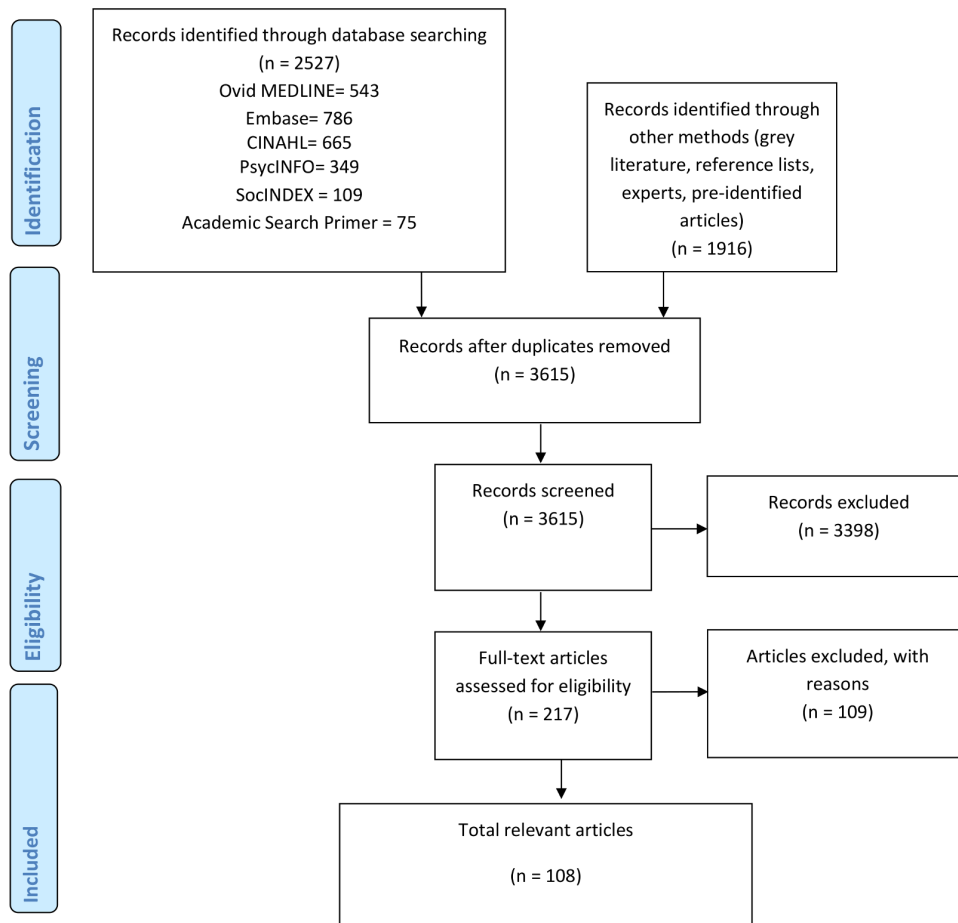 Identification
Records identified through database searching
(n = 2527)
Ovid MEDLINE= 543
Embase= 786
CINAHL= 665
PsycINFO= 349
SocINDEX = 109
Academic Search Primer = 75
Records identified through
other methods (grey
literature, reference lists,
experts, pre-identified
articles)
(n = 1916)
Screening
Records after duplicates removed
(n = 3615)
Records screened
(n = 3615)
Records excluded
(n = 3398)
Eligibility
Full-text articles
assessed for eligibility
(n = 217)
Articles excluded, with
reasons
(n = 109)
Included
Total relevant articles
(n = 108)